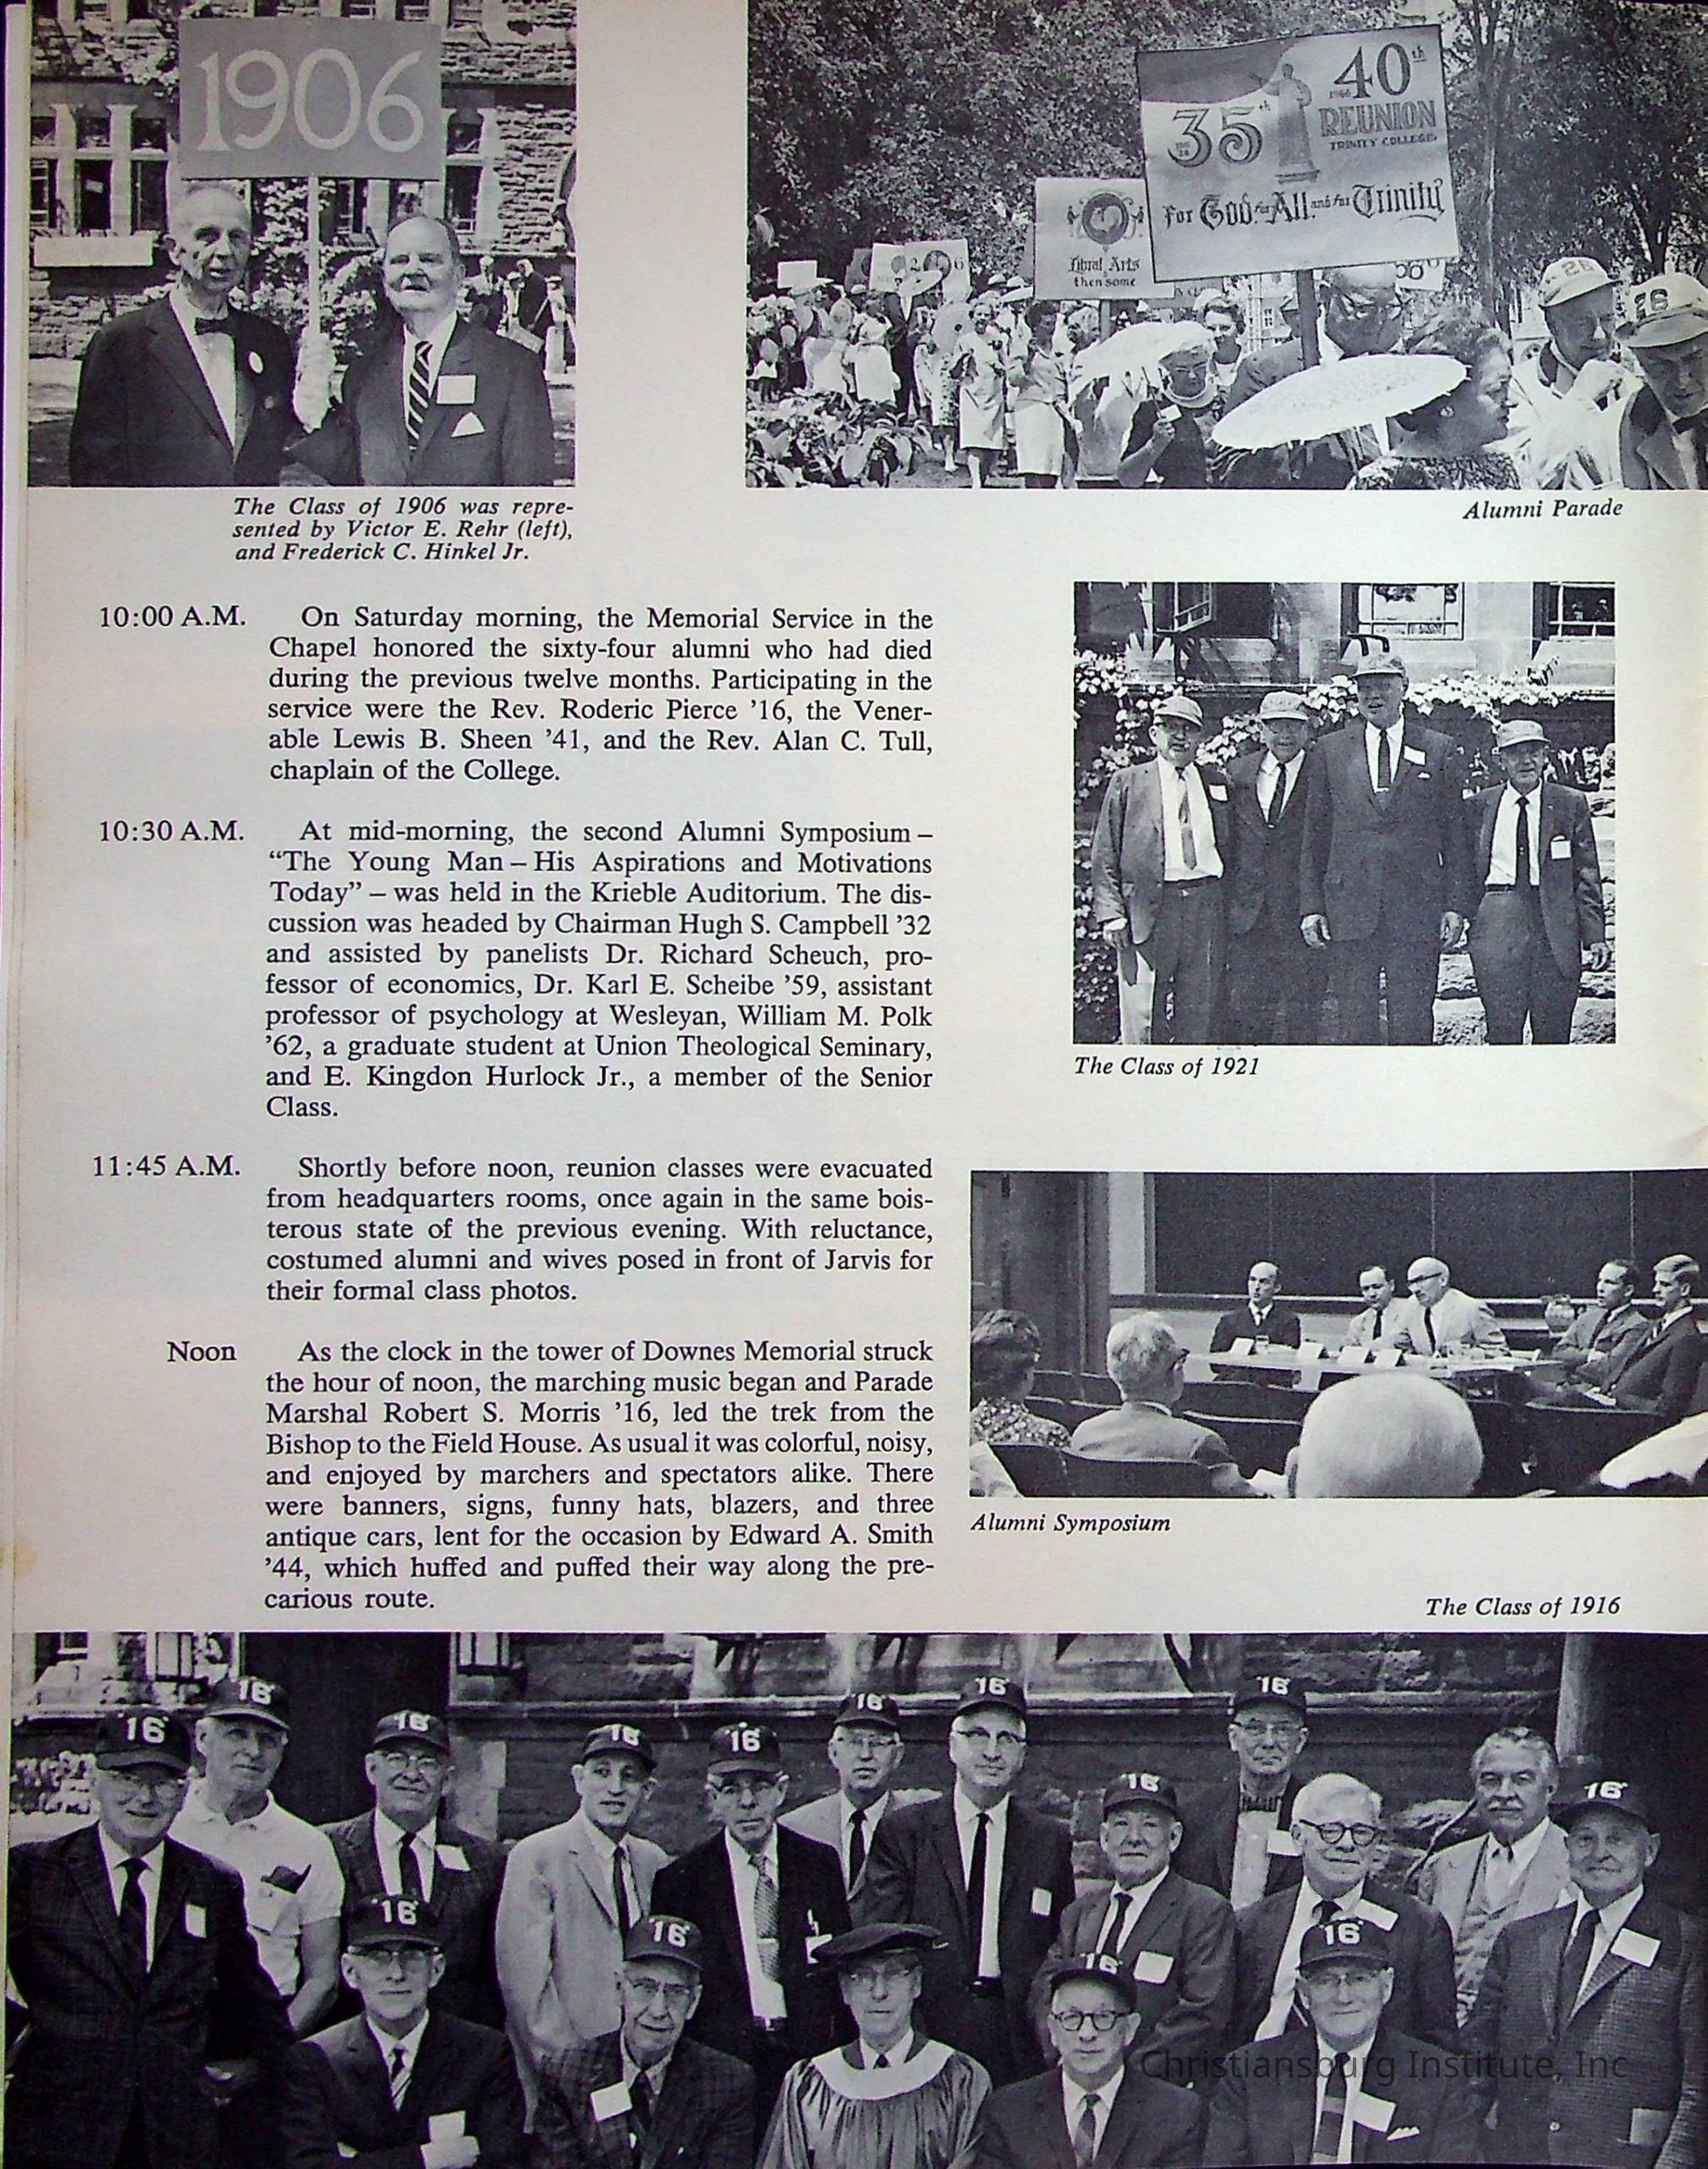 1906
40th
1966
REUNION
TRINITY COLLEGE
35th
For God for All and for Trinity
Libral Arts
then some
26
26
The Class of 1906 was repre-
sented by Victor E. Rehr (left),
and Frederick C. Hinkel Jr.
Alumni Parade
10:00 A.M. On Saturday morning, the Memorial Service in the
Chapel honored the sixty-four alumni who had died
during the previous twelve months. Participating in the
service were the Rev. Roderic Pierce ’16, the Vener-
able Lewis B. Sheen ’41, and the Rev. Alan C. Tull,
chaplain of the College.
10:30 A.M. At mid-morning, the second Alumni Symposium –
“The Young Man – His Aspirations and Motivations
Today” – was held in the Krieble Auditorium. The dis-
cussion was headed by Chairman Hugh S. Campbell ’32
and assisted by panelists Dr. Richard Scheuch, pro-
fessor of economics, Dr. Karl E. Scheibe ’59, assistant
professor of psychology at Wesleyan, William M. Polk
’62, a graduate student at Union Theological Seminary,
and E. Kingdon Hurlock Jr., a member of the Senior
Class.
11:45 A.M. Shortly before noon, reunion classes were evacuated
from headquarters rooms, once again in the same bois-
terous state of the previous evening. With reluctance,
costumed alumni and wives posed in front of Jarvis for
their formal class photos.
Noon As the clock in the tower of Downes Memorial struck
the hour of noon, the marching music began and Parade
Marshal Robert S. Morris ’16, led the trek from the
Bishop to the Field House. As usual it was colorful, noisy,
and enjoyed by marchers and spectators alike. There
were banners, signs, funny hats, blazers, and three
antique cars, lent for the occasion by Edward A. Smith
’44, which huffed and puffed their way along the pre-
carious route.
The Class of 1921
Alumni Symposium
The Class of 1916
'16'
'16'
'16'
'16'
'16'
'16'
'16'
'16'
'16'
'16'
'16'
'16'
'16'
'16'
Christiansburg Institute, Inc